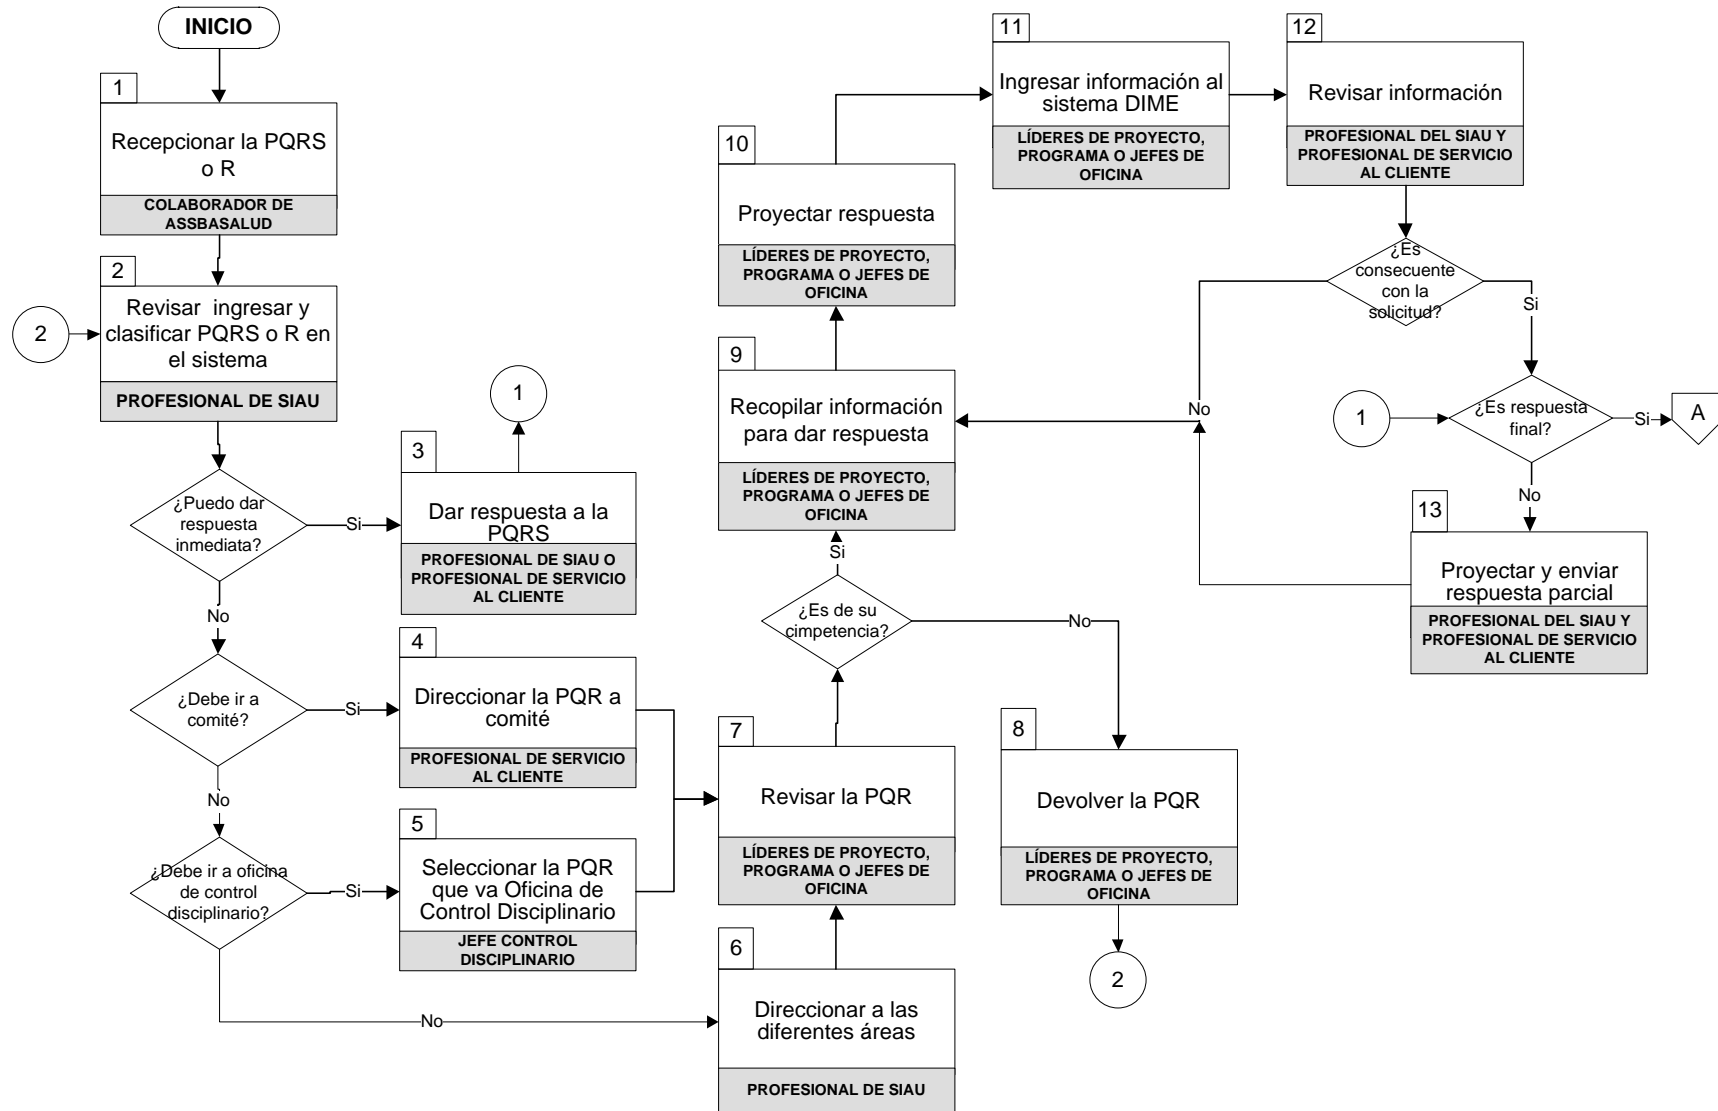 INICIO
1
Recepcionar la PQRS
o R
COLABORADOR DE
ASSBASALUD
2
Revisar ingresar y
clasificar PQRS o R en
el sistema
PROFESIONAL DE SIAU
2
¿Puedo dar
respuesta
inmediata?
Si
No
3
Dar respuesta a la
PQRS
PROFESIONAL DE SIAU O
PROFESIONAL DE SERVICIO
AL CLIENTE
1
¿Debe ir a
comité?
Si
No
4
Direccionar la PQR a
comité
PROFESIONAL DE SERVICIO
AL CLIENTE
¿Debe ir a oficina
de control
disciplinario?
Si
No
5
Seleccionar la PQR
que va Oficina de
Control Disciplinario
JEFE CONTROL
DISCIPLINARIO
6
Direccionar a las
diferentes áreas
PROFESIONAL DE SIAU
7
Revisar la PQR
LÍDERES DE PROYECTO,
PROGRAMA O JEFES DE
OFICINA
¿Es de su
cimpetencia?
Si
No
8
Devolver la PQR
LÍDERES DE PROYECTO,
PROGRAMA O JEFES DE
OFICINA
2
9
Recopilar información
para dar respuesta
LÍDERES DE PROYECTO,
PROGRAMA O JEFES DE
OFICINA
10
Proyectar respuesta
LÍDERES DE PROYECTO,
PROGRAMA O JEFES DE
OFICINA
11
Ingresar información al
sistema DIME
LÍDERES DE PROYECTO,
PROGRAMA O JEFES DE
OFICINA
12
Revisar información
PROFESIONAL DEL SIAU Y
PROFESIONAL DE SERVICIO
AL CLIENTE
¿Es
consecuente
con la
solicitud?
Si
No
1
¿Es respuesta
final?
Si
A
No
13
Proyectar y enviar
respuesta parcial
PROFESIONAL DEL SIAU Y
PROFESIONAL DE SERVICIO
AL CLIENTE